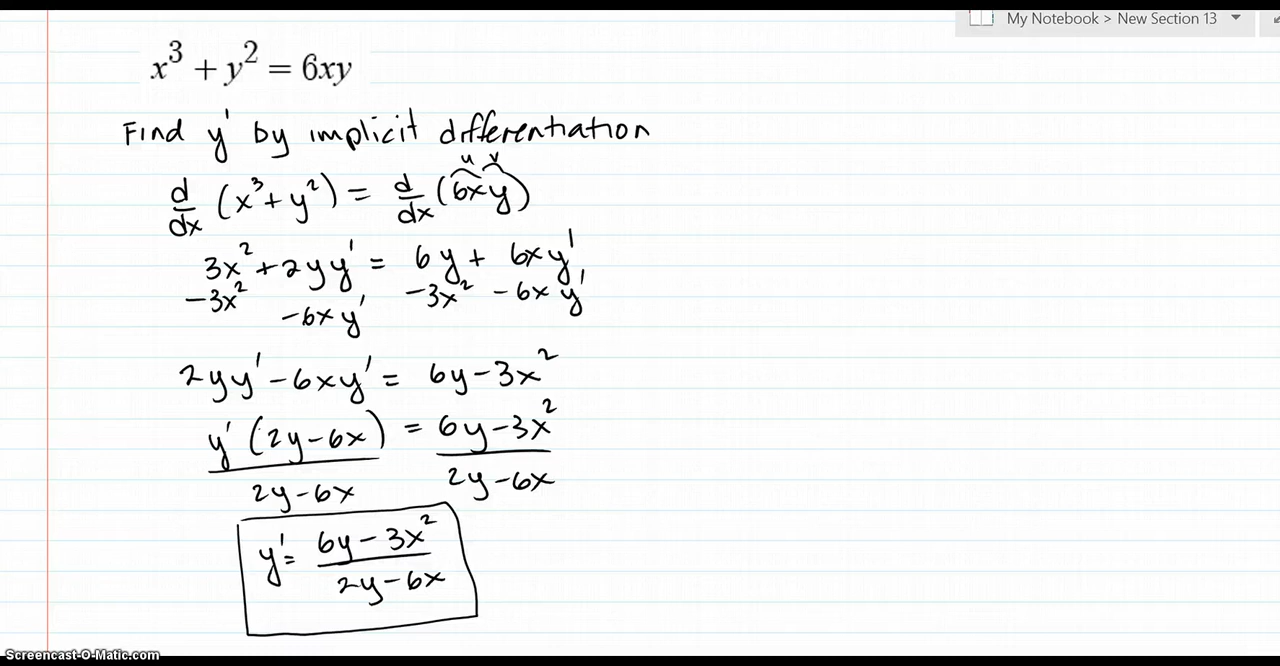 My Notebook > New Section 13
x³ + y² = 6xy
Find y' by implicit differentiation
u v
d/dx (x³ + y²) = d/dx (6xy)
3x² + 2yy' = 6y + 6xy'
-3x² -6xy' -3x² - 6xy'
2yy' - 6xy' = 6y - 3x²
y' (2y - 6x) = 6y - 3x²
2y - 6x 2y - 6x
y' = 6y - 3x²
2y - 6x
Screencast-O-Matic.com